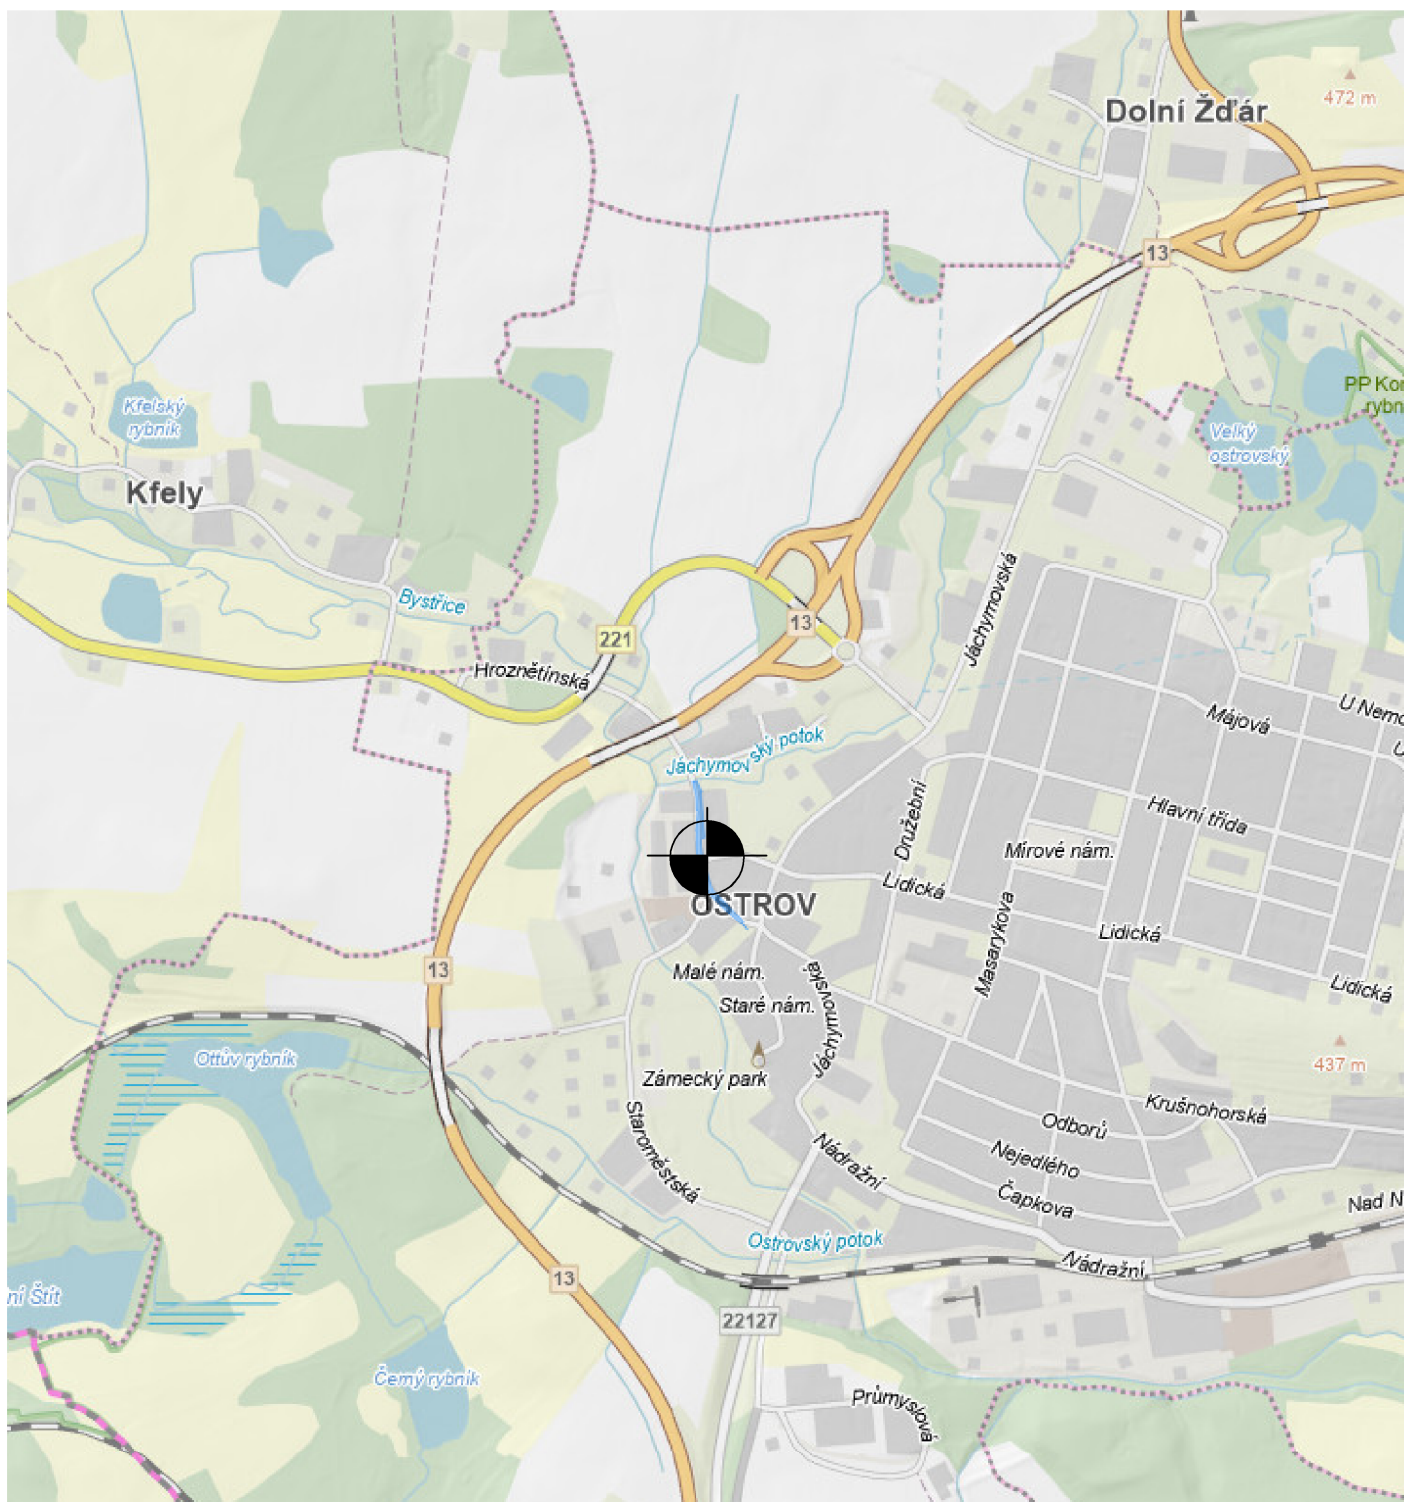 472 m
Dolní Žďár
13
PP Kor
rybn
Kfelský
rybník
Velký
ostrovský
Kfely
Jáchymovská
Bystřice
13
221
Hroznětínská
U Nemo
Májová
U
Jáchymovský potok
Hlavní třída
Družební
Mírové nám.
Lidická
OSTROV
Masarykova
Lidická
13
Malé nám.
Jáchymovská
Lidická
Staré nám.
Ottův rybník
437 m
Zámecký park
Krušnohorská
Staroměstská
Odborů
Nádražní
Nejedlého
Čapkova
Nad N
Ostrovský potok
Nádražní
13
ní Štít
22127
Černý rybník
Průmyslová